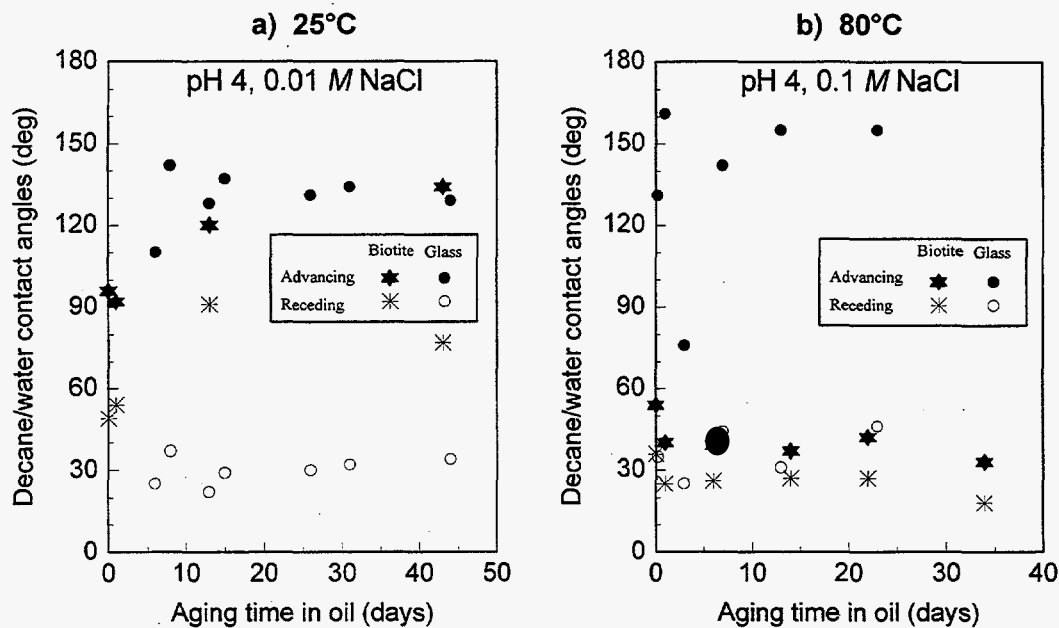 a) 25°C
pH 4, 0.01 M NaCl
Decane/water contact angles (deg)
180
150
120
90
60
30
0
Biotite Glass
Advancing
Receding
0 10 20 30 40 50
Aging time in oil (days)
b) 80°C
pH 4, 0.1 M NaCl
Decane/water contact angles (deg)
180
150
120
90
60
30
0
Biotite Glass
Advancing
Receding
0 10 20 30 40
Aging time in oil (days)